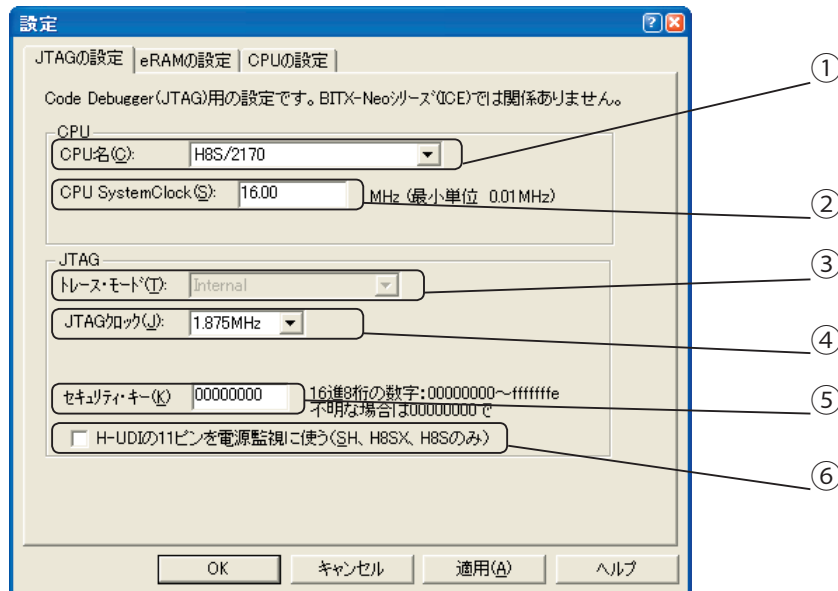 設定
JTAGの設定 eRAMの設定 CPUの設定
Code Debugger(JTAG)用の設定です。BITX-Neoシリーズ(ICE)では関係ありません。
①
CPU
CPU名(C): H8S/2170
CPU SystemClock(S): 16.00 MHz (最小単位 0.01MHz)
②
JTAG
③
トレース・モード(T): Internal
JTAGクロック(J): 1.875MHz
④
セキュリティ・キー(K) 00000000 16進8桁の数字:00000000~fffffffe
不明な場合は00000000で
⑤
H-UDIの11ピンを電源監視に使う(SH、H8SX、H8Sのみ)
⑥
OK キャンセル 適用(A) ヘルプ